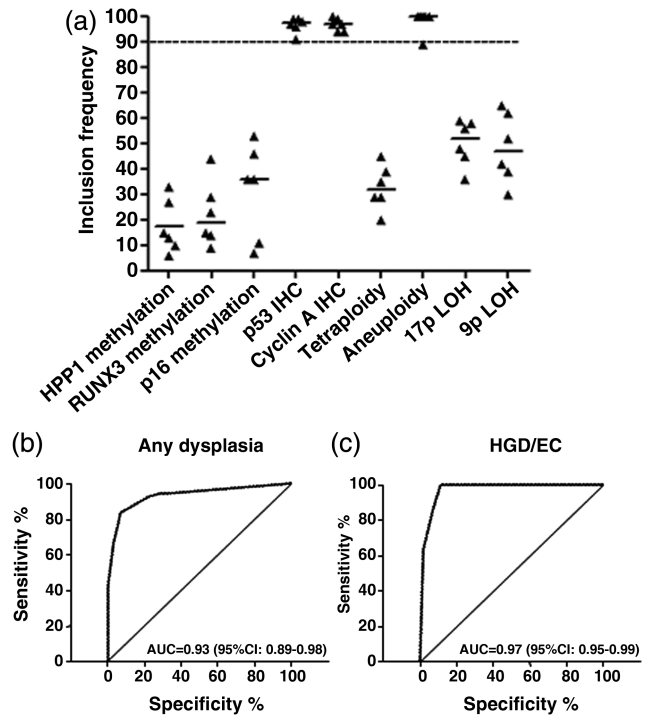 (a)
Inclusion frequency
100
90
80
70
60
50
40
30
20
10
0
HPP1 methylation
RUNX3 methylation
p16 methylation
p53 IHC
Cyclin A IHC
Tetraploidy
Aneuploidy
17p LOH
9p LOH
(b)
Any dysplasia
Sensitivity %
100
80
60
40
20
0
AUC=0.93 (95%CI: 0.89-0.98)
0 20 40 60 80 100
Specificity %
(c)
HGD/EC
Sensitivity %
100
80
60
40
20
0
AUC=0.97 (95%CI: 0.95-0.99)
0 20 40 60 80 100
Specificity %